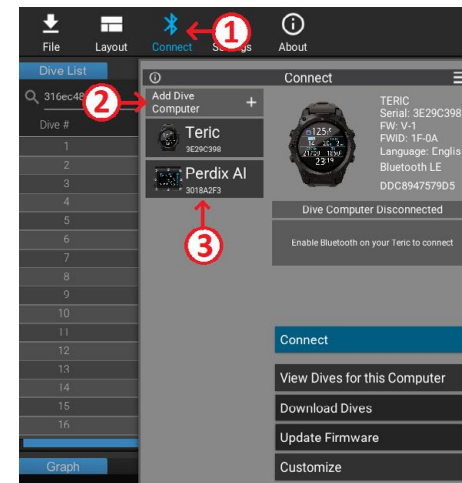 File Layout Connect Settings About
1
Dive List
316ec48
Dive #
1
2
3
4
5
6
7
8
9
10
11
12
13
14
15
16
Graph
Connect
2
Add Dive
Computer +
Teric
3E29C398
Perdix AI
3018A2F3
3
TERIC
Serial: 3E29C398
FW: V-1
FWID: 1F-0A
Language: Englis
Bluetooth LE
DDC8947579D5
Dive Computer Disconnected
Enable Bluetooth on your Teric to connect
Connect
View Dives for this Computer
Download Dives
Update Firmware
Customize